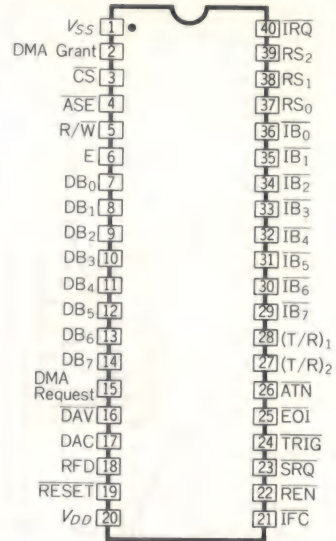 VSS 1
DMA Grant 2
CS 3
ASE 4
R/W 5
E 6
DB0 7
DB1 8
DB2 9
DB3 10
DB4 11
DB5 12
DB6 13
DB7 14
DMA
Request 15
DAV 16
DAC 17
RFD 18
RESET 19
VDD 20
40 IRQ
39 RS2
38 RS1
37 RS0
36 IB0
35 IB1
34 IB2
33 IB3
32 IB4
31 IB5
30 IB6
29 IB7
28 (T/R)1
27 (T/R)2
26 ATN
25 EOI
24 TRIG
23 SRQ
22 REN
21 IFC